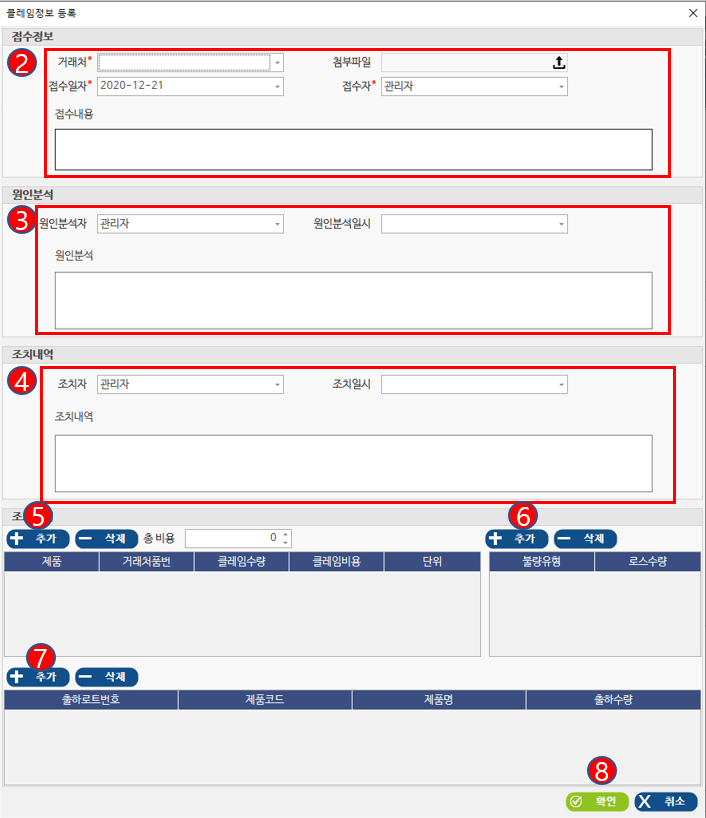 클레임정보 등록
접수정보
2
거래처* 첨부파일
접수일자* 2020-12-21 접수자* 관리자
접수내용
원인분석
3
원인분석자 관리자 원인분석일시
원인분석
조치내역
4
조치자 관리자 조치일시
조치내역
5 6
추가 삭제 총 비용 0 추가 삭제
제품 거래처품번 클레임수량 클레임비용 단위 불량유형 로스수량
7
추가 삭제
출하로트번호 제품코드 제품명 출하수량
8
확인 취소